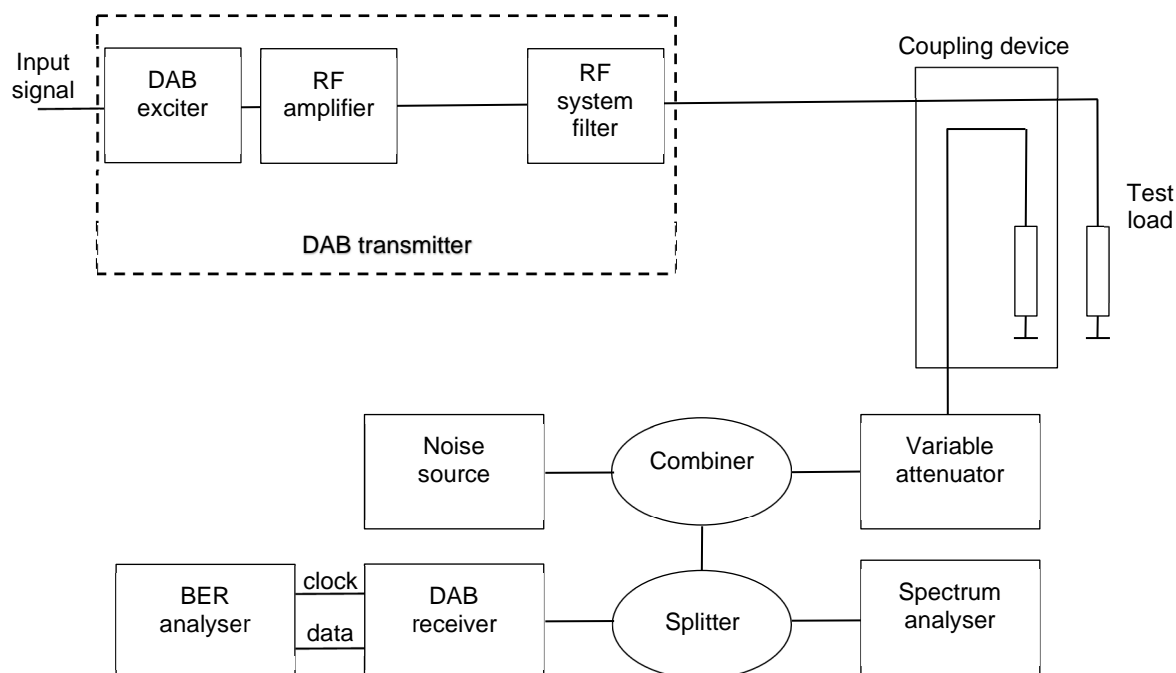 Input
signal
DAB
exciter
RF
amplifier
RF
system
filter
DAB transmitter
Coupling device
Test
load
Noise
source
Combiner
Variable
attenuator
BER
analyser
clock
data
DAB
receiver
Splitter
Spectrum
analyser